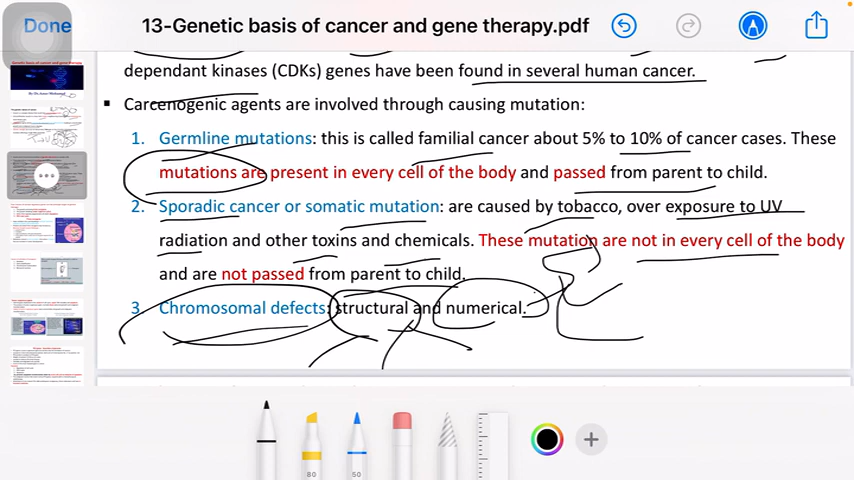 Done
13-Genetic basis of cancer and gene therapy.pdf
dependant kinases (CDKs) genes have been found in several human cancer.
▪ Carcenogenic agents are involved through causing mutation:
1. Germline mutations: this is called familial cancer about 5% to 10% of cancer cases. These
mutations are present in every cell of the body and passed from parent to child.
2. Sporadic cancer or somatic mutation: are caused by tobacco, over exposure to UV
radiation and other toxins and chemicals. These mutation are not in every cell of the body
and are not passed from parent to child.
3. Chromosomal defects: structural and numerical.
80
50